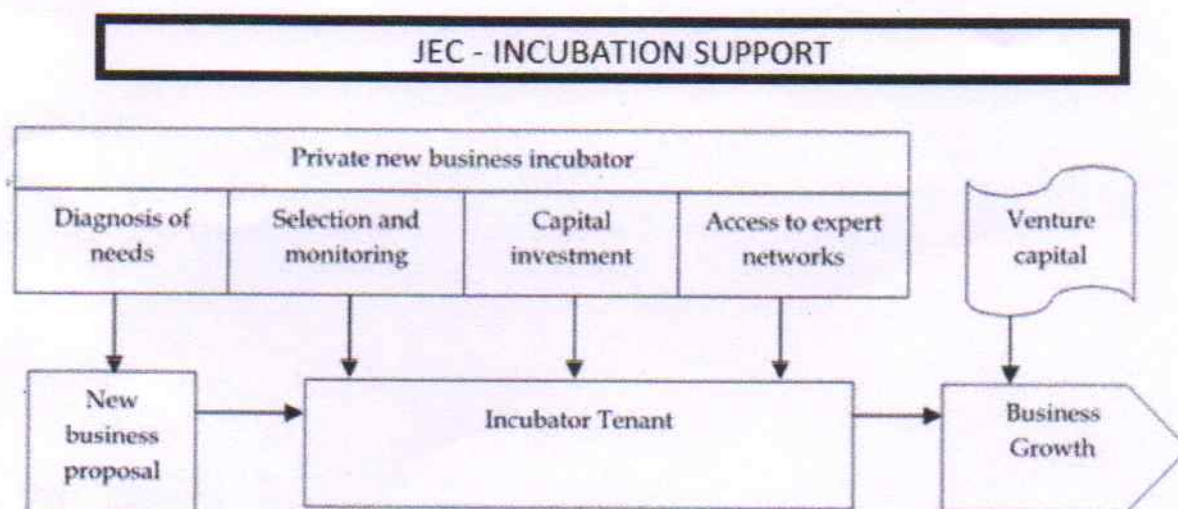 JEC - INCUBATION SUPPORT
Private new business incubator
Diagnosis of
needs
Selection and
monitoring
Capital
investment
Access to expert
networks
Venture
capital
New
business
proposal
Incubator Tenant
Business
Growth